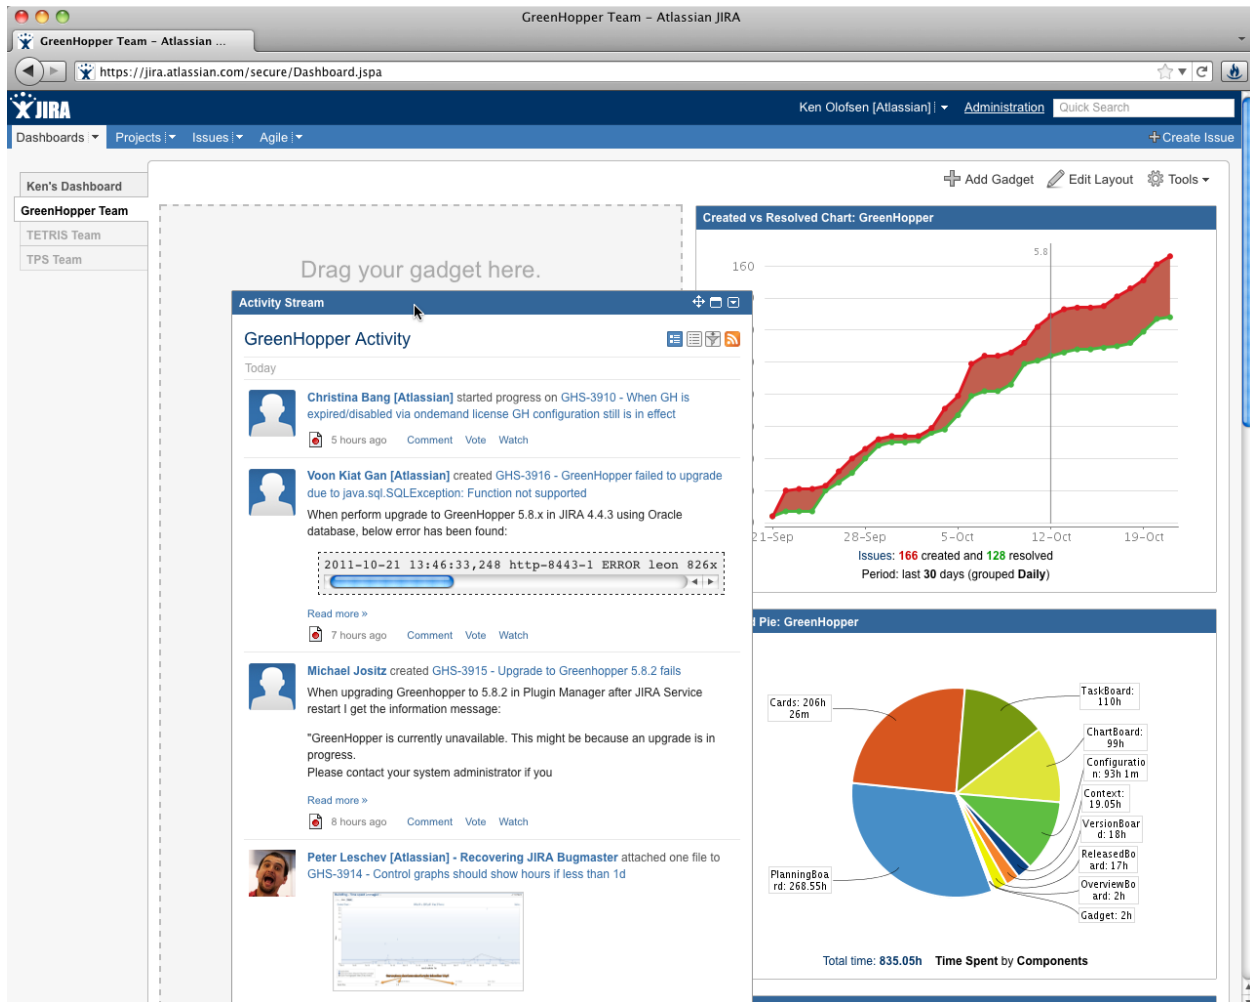 GreenHopper Team – Atlassian JIRA
GreenHopper Team – Atlassian ...
https://jira.atlassian.com/secure/Dashboard.jspa
JIRA
Ken Olofsen [Atlassian]
Administration
Quick Search
Dashboards
Projects
Issues
Agile
Create Issue
Ken's Dashboard
GreenHopper Team
TETRIS Team
TPS Team
Add Gadget
Edit Layout
Tools
Drag your gadget here.
Activity Stream
GreenHopper Activity
Today
Christina Bang [Atlassian] started progress on GHS-3910 - When GH is
expired/disabled via ondemand license GH configuration still is in effect
5 hours ago Comment Vote Watch
Voon Kiat Gan [Atlassian] created GHS-3916 - GreenHopper failed to upgrade
due to java.sql.SQLException: Function not supported
When perform upgrade to GreenHopper 5.8.x in JIRA 4.4.3 using Oracle
database, below error has been found:
2011-10-21 13:46:33,248 http-8443-1 ERROR leon 826x
Read more »
7 hours ago Comment Vote Watch
Michael Jositz created GHS-3915 - Upgrade to Greenhopper 5.8.2 fails
When upgrading Greenhopper to 5.8.2 in Plugin Manager after JIRA Service
restart I get the information message:
"GreenHopper is currently unavailable. This might be because an upgrade is in
progress.
Please contact your system administrator if you
Read more »
8 hours ago Comment Vote Watch
Peter Leschev [Atlassian] - Recovering JIRA Bugmaster attached one file to
GHS-3914 - Control graphs should show hours if less than 1d
Created vs Resolved Chart: GreenHopper
5.8
160
21-Sep 28-Sep 5-Oct 12-Oct 19-Oct
Issues: 166 created and 128 resolved
Period: last 30 days (grouped Daily)
Pie: GreenHopper
Cards: 206h
26m
PlanningBoa
rd: 268.55h
TaskBoard:
110h
ChartBoard:
99h
Configuratio
n: 93h 1m
Context:
19.05h
VersionBoar
d: 18h
ReleasedBo
ard: 17h
OverviewBo
ard: 2h
Gadget: 2h
Total time: 835.05h Time Spent by Components